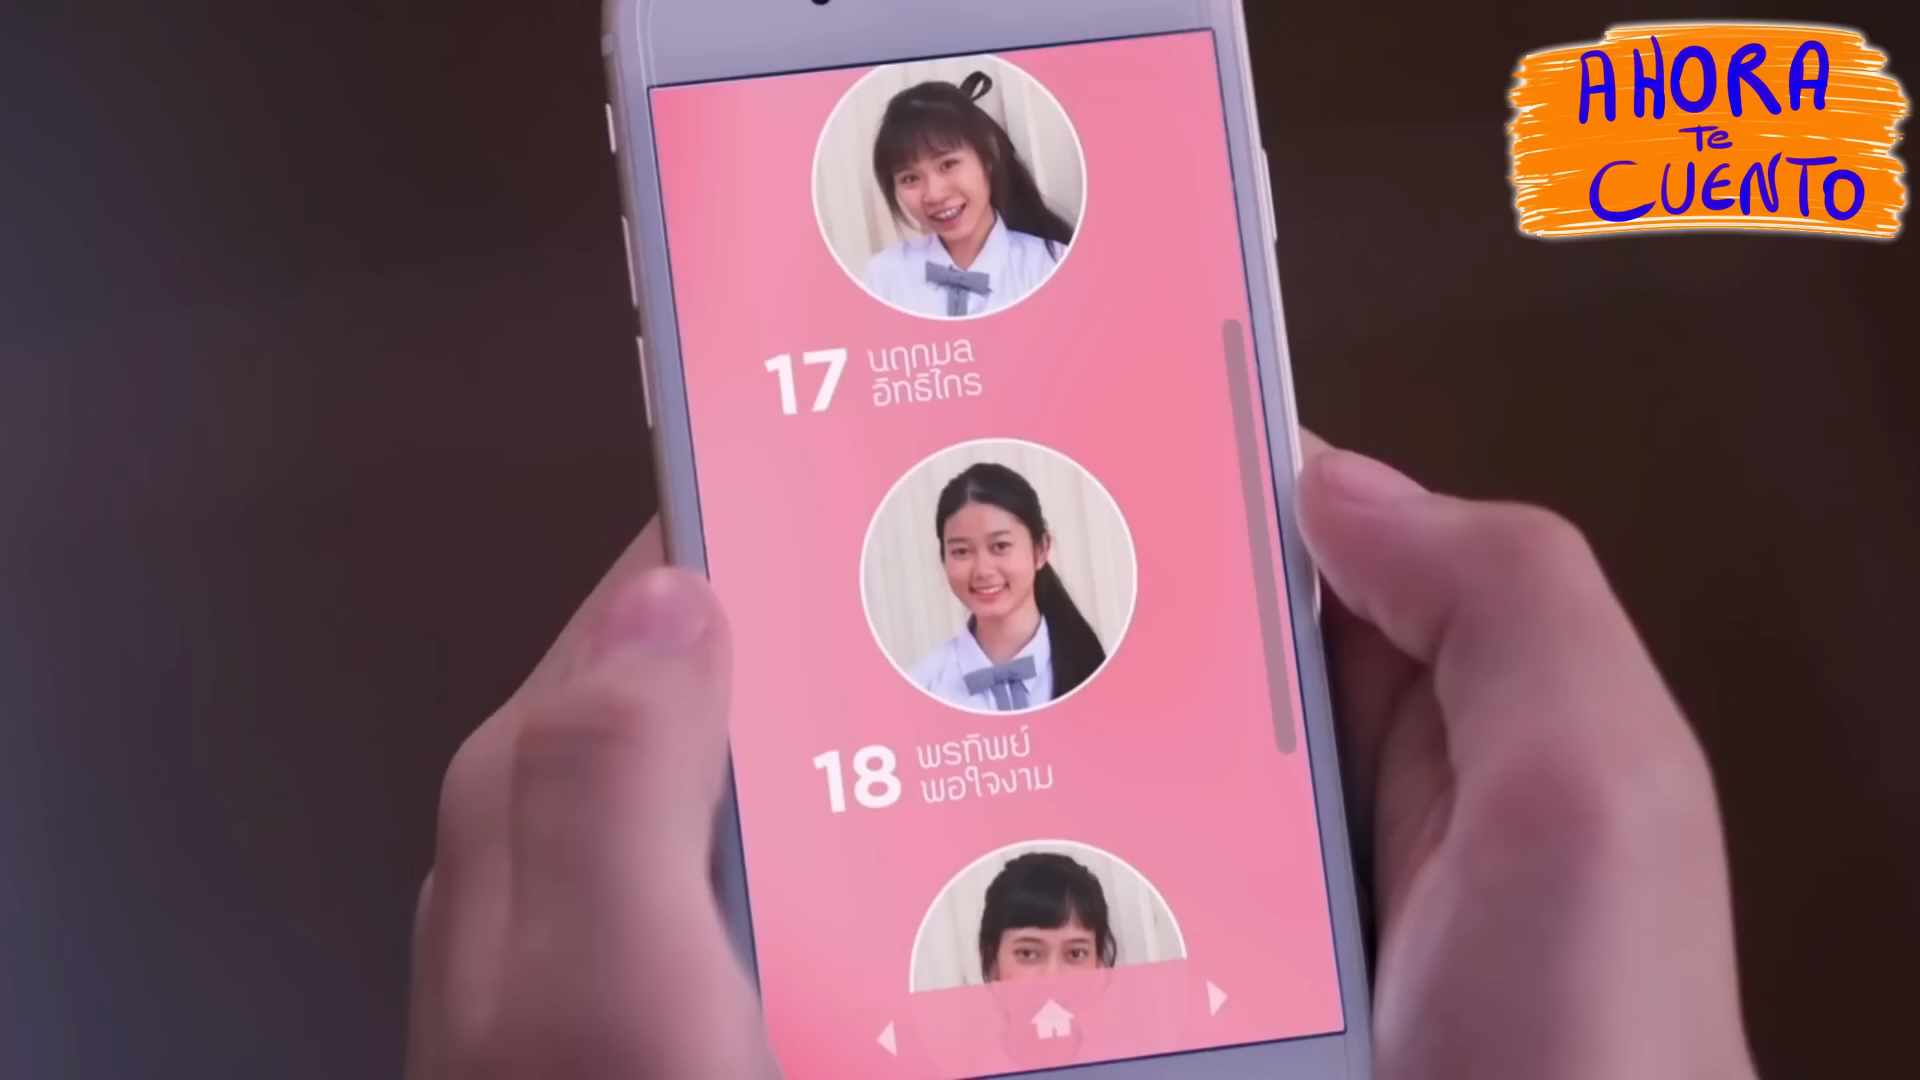 AHORA
Te
CUENTO
17 นฤกมล
อิทธิไกร
18 พรทิพย์
พอใจงาม